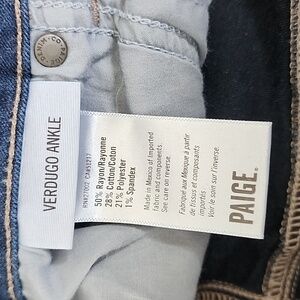 VERDUGO ANKLE
50% Rayon/Rayonne
28% Cotton/Coton
21% Polyester
1% Spandex
Made in Mexico of imported
fabric and components.
See care on reverse.
Fabriqué au Mexique à partir
de tissus et composants
importés
Voir le soin sur l'inverse.
PAIGE